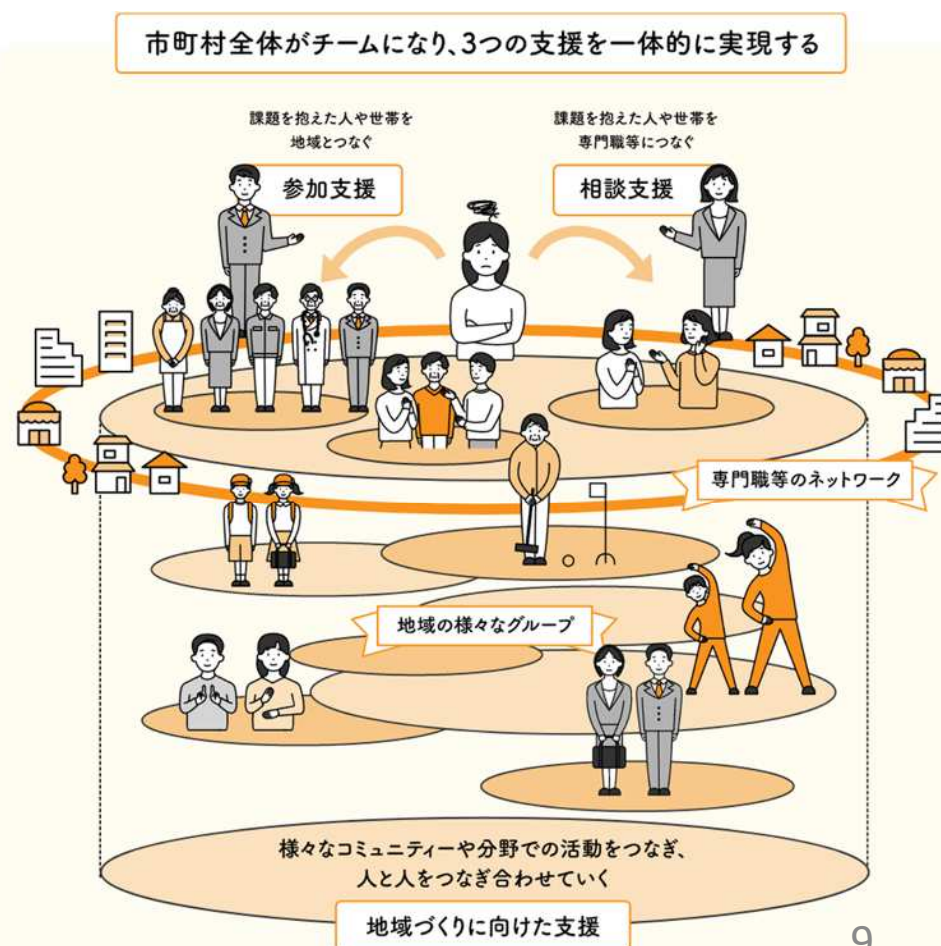 市町村全体がチームになり、3つの支援を一体的に実現する
課題を抱えた人や世帯を
地域とつなぐ
参加支援
課題を抱えた人や世帯を
専門職等につなぐ
相談支援
専門職等のネットワーク
地域の様々なグループ
様々なコミュニティーや分野での活動をつなぎ、
人と人をつなぎ合わせていく
地域づくりに向けた支援
9